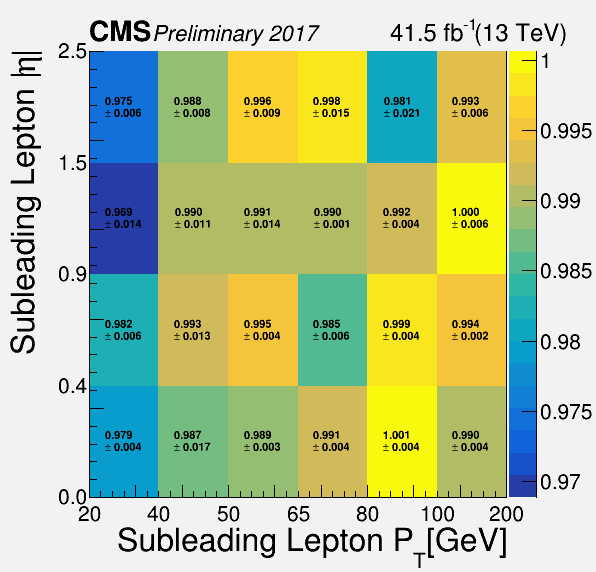 CMS Preliminary 2017 41.5 fb⁻¹(13 TeV)
Subleading Lepton |η|
2.5
1.5
0.9
0.4
0.0
0.975 0.988 0.996 0.998 0.981 0.993
± 0.006 ± 0.008 ± 0.009 ± 0.015 ± 0.021 ± 0.006
0.969 0.990 0.991 0.990 0.992 1.000
± 0.014 ± 0.011 ± 0.014 ± 0.001 ± 0.004 ± 0.006
0.982 0.993 0.995 0.985 0.999 0.994
± 0.006 ± 0.013 ± 0.004 ± 0.006 ± 0.004 ± 0.002
0.979 0.987 0.989 0.991 1.001 0.990
± 0.004 ± 0.017 ± 0.003 ± 0.004 ± 0.004 ± 0.004
20 40 50 65 80 100 200
Subleading Lepton P_T[GeV]
1
0.995
0.99
0.985
0.98
0.975
0.97